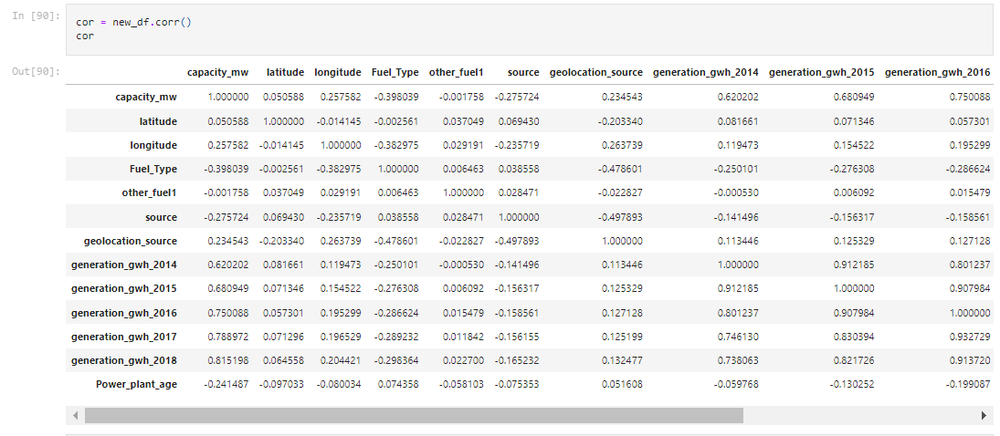 In [90]:
cor = new_df.corr()
cor
Out[90]:
capacity_mw latitude longitude Fuel_Type other_fuel1 source geolocation_source generation_gwh_2014 generation_gwh_2015 generation_gwh_2016
capacity_mw 1.000000 0.050588 0.257582 -0.398039 -0.001758 -0.275724 0.234543 0.620202 0.680949 0.750088
latitude 0.050588 1.000000 -0.014145 -0.002561 0.037049 0.069430 -0.203340 0.081661 0.071346 0.057301
longitude 0.257582 -0.014145 1.000000 -0.382975 0.029191 -0.235719 0.263739 0.119473 0.154522 0.195299
Fuel_Type -0.398039 -0.002561 -0.382975 1.000000 0.006463 0.038558 -0.478601 -0.250101 -0.276308 -0.286624
other_fuel1 -0.001758 0.037049 0.029191 0.006463 1.000000 0.028471 -0.022827 -0.000530 0.006092 0.015479
source -0.275724 0.069430 -0.235719 0.038558 0.028471 1.000000 -0.497893 -0.141496 -0.156317 -0.158561
geolocation_source 0.234543 -0.203340 0.263739 -0.478601 -0.022827 -0.497893 1.000000 0.113446 0.125329 0.127128
generation_gwh_2014 0.620202 0.081661 0.119473 -0.250101 -0.000530 -0.141496 0.113446 1.000000 0.912185 0.801237
generation_gwh_2015 0.680949 0.071346 0.154522 -0.276308 0.006092 -0.156317 0.125329 0.912185 1.000000 0.907984
generation_gwh_2016 0.750088 0.057301 0.195299 -0.286624 0.015479 -0.158561 0.127128 0.801237 0.907984 1.000000
generation_gwh_2017 0.788972 0.071296 0.196529 -0.289232 0.011842 -0.156155 0.125199 0.746130 0.830394 0.932729
generation_gwh_2018 0.815198 0.064558 0.204421 -0.298364 0.022700 -0.165232 0.132477 0.738063 0.821726 0.913720
Power_plant_age -0.241487 -0.097033 -0.080034 0.074358 -0.058103 -0.075353 0.051608 -0.059768 -0.130252 -0.199087